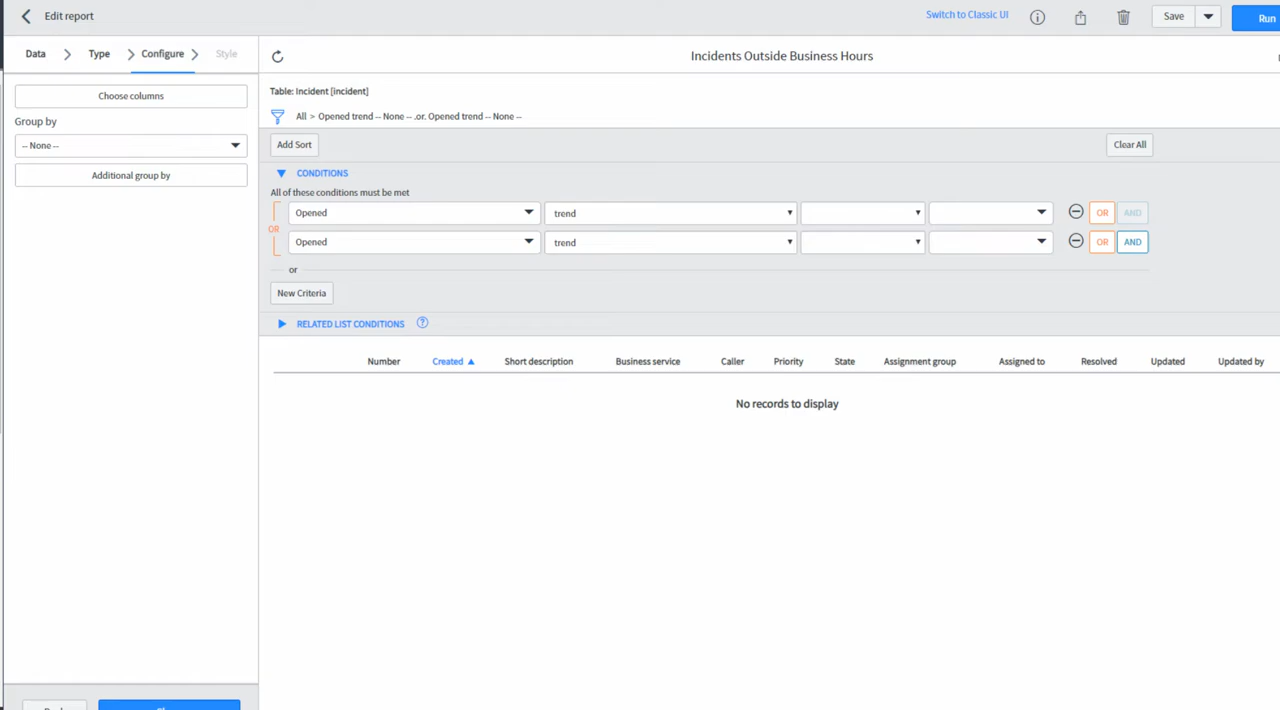 Edit report
Switch to Classic UI
Save
Run
Data
Type
Configure
Style
Incidents Outside Business Hours
Choose columns
Group by
-- None --
Additional group by
Table: Incident [incident]
All > Opened trend -- None -- .or. Opened trend -- None --
Add Sort
Clear All
CONDITIONS
All of these conditions must be met
Opened trend OR AND
OR
Opened trend OR AND
or
New Criteria
RELATED LIST CONDITIONS ?
Number Created Short description Business service Caller Priority State Assignment group Assigned to Resolved Updated Updated by
No records to display